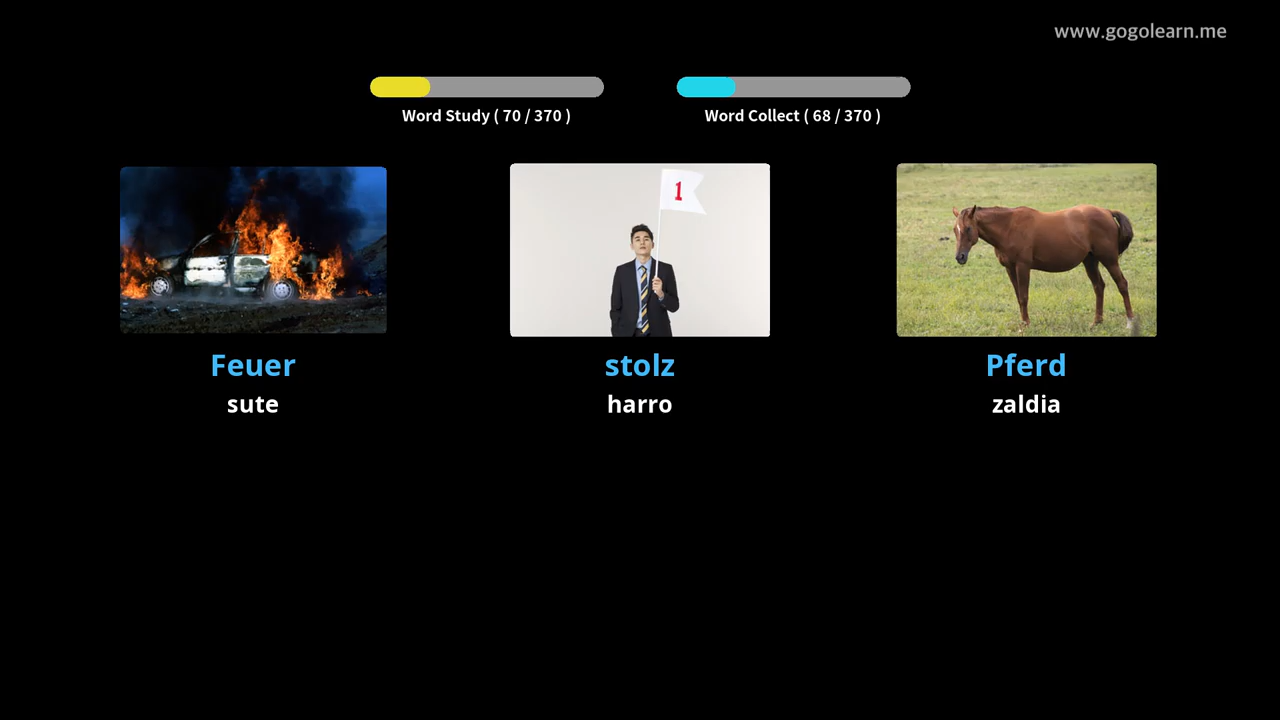 www.gogolearn.me
Word Study ( 70 / 370 )
Word Collect ( 68 / 370 )
1
Feuer
stolz
Pferd
sute
harro
zaldia